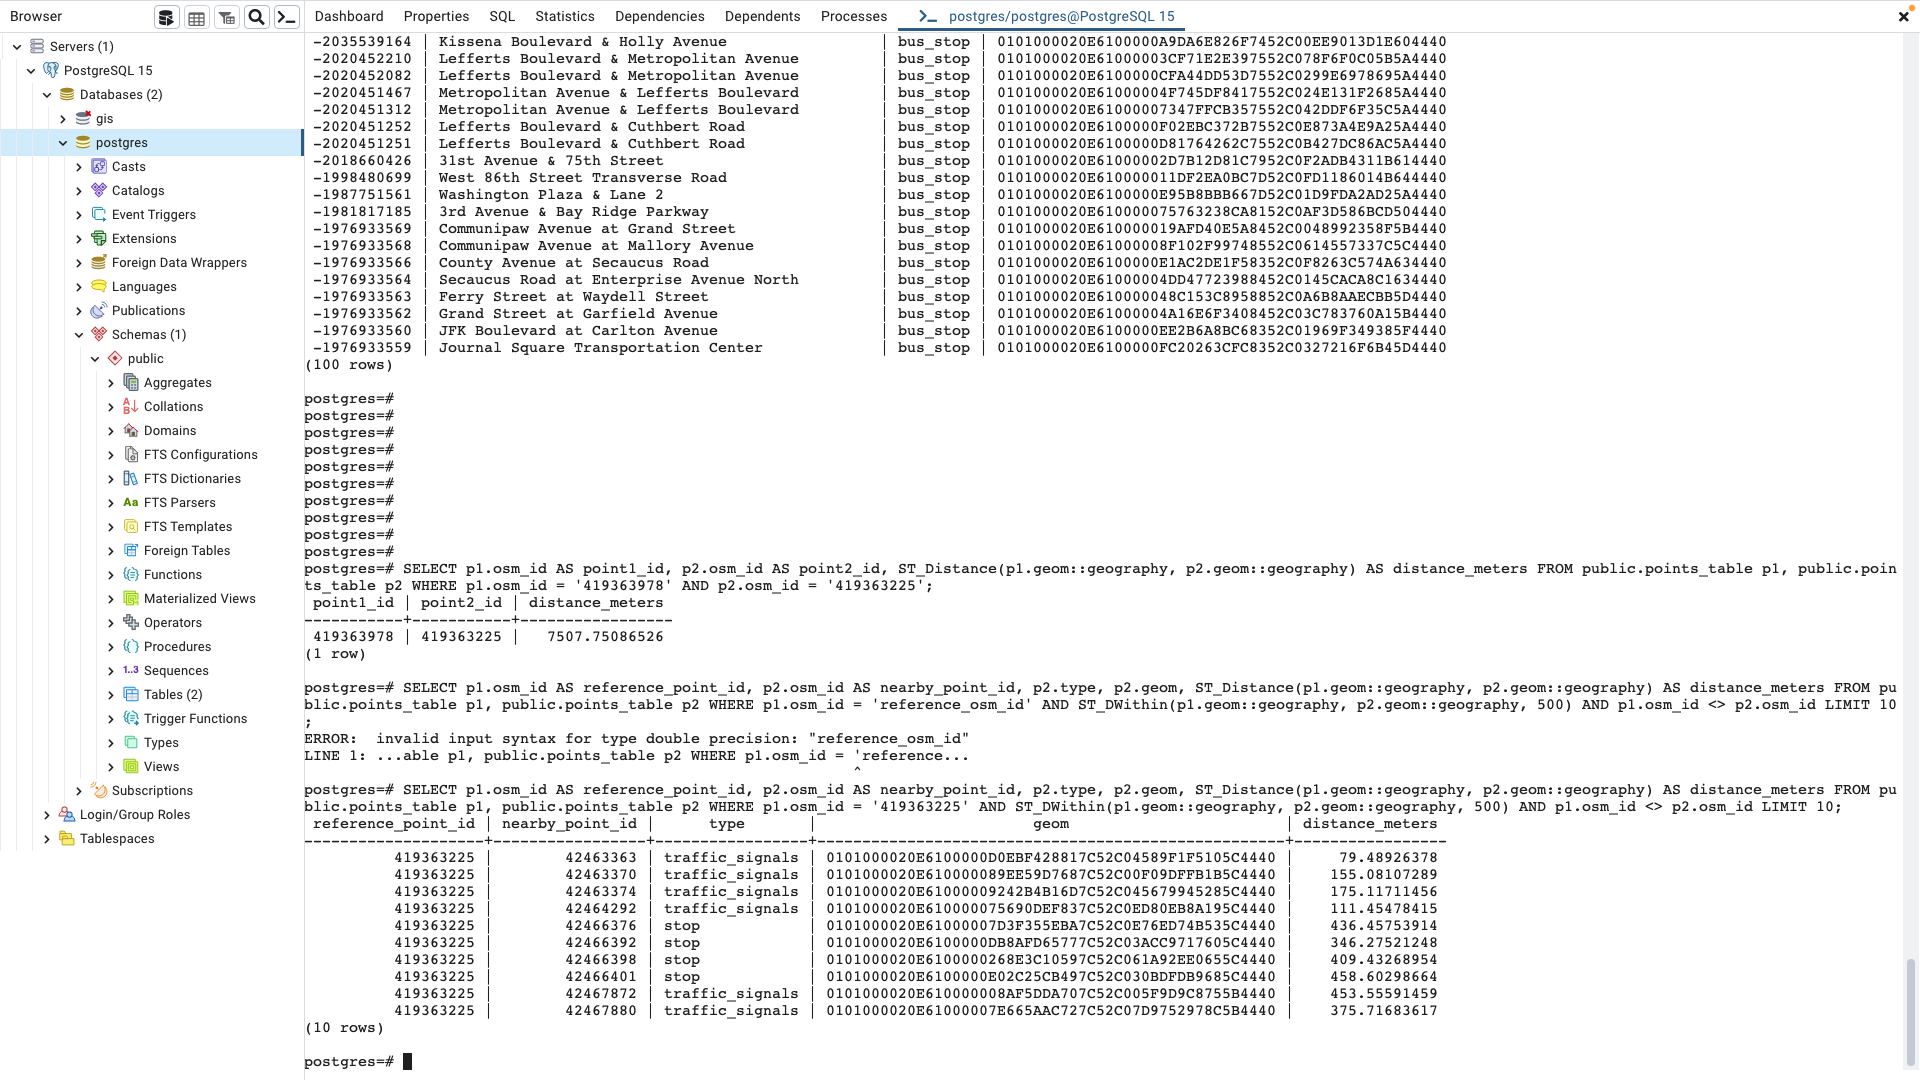 Browser
Dashboard Properties SQL Statistics Dependencies Dependents Processes postgres/postgres@PostgreSQL 15
Servers (1)
PostgreSQL 15
Databases (2)
gis
postgres
Casts
Catalogs
Event Triggers
Extensions
Foreign Data Wrappers
Languages
Publications
Schemas (1)
public
Aggregates
Collations
Domains
FTS Configurations
FTS Dictionaries
Aa FTS Parsers
FTS Templates
Foreign Tables
Functions
Materialized Views
Operators
Procedures
1..3 Sequences
Tables (2)
Trigger Functions
Types
Views
Subscriptions
Login/Group Roles
Tablespaces
-2035539164 | Kissena Boulevard & Holly Avenue | bus_stop | 0101000020E6100000A9DA6E826F7452C00EE9013D1E604440
-2020452210 | Lefferts Boulevard & Metropolitan Avenue | bus_stop | 0101000020E61000003CF71E2E397552C078F6F0C05B5A4440
-2020452082 | Lefferts Boulevard & Metropolitan Avenue | bus_stop | 0101000020E6100000CFA44DD53D7552C0299E6978695A4440
-2020451467 | Metropolitan Avenue & Lefferts Boulevard | bus_stop | 0101000020E61000004F745DF8417552C024E131F2685A4440
-2020451312 | Metropolitan Avenue & Lefferts Boulevard | bus_stop | 0101000020E61000007347FFCB357552C042DDF6F35C5A4440
-2020451252 | Lefferts Boulevard & Cuthbert Road | bus_stop | 0101000020E6100000F02EBC372B7552C0E873A4E9A25A4440
-2020451251 | Lefferts Boulevard & Cuthbert Road | bus_stop | 0101000020E6100000D81764262C7552C0B427DC86AC5A4440
-2018660426 | 31st Avenue & 75th Street | bus_stop | 0101000020E61000002D7B12D81C7952C0F2ADB4311B614440
-1998480699 | West 86th Street Transverse Road | bus_stop | 0101000020E610000011DF2EA0BC7D52C0FD1186014B644440
-1987751561 | Washington Plaza & Lane 2 | bus_stop | 0101000020E6100000E95B8BBB667D52C01D9FDA2AD25A4440
-1981817185 | 3rd Avenue & Bay Ridge Parkway | bus_stop | 0101000020E610000075763238CA8152C0AF3D586BCD504440
-1976933569 | Communipaw Avenue at Grand Street | bus_stop | 0101000020E610000019AFD40E5A8452C0048992358F5B4440
-1976933568 | Communipaw Avenue at Mallory Avenue | bus_stop | 0101000020E61000008F102F99748552C0614557337C5C4440
-1976933566 | County Avenue at Secaucus Road | bus_stop | 0101000020E6100000E1AC2DE1F58352C0F8263C574A634440
-1976933564 | Secaucus Road at Enterprise Avenue North | bus_stop | 0101000020E61000004DD47723988452C0145CACA8C1634440
-1976933563 | Ferry Street at Waydell Street | bus_stop | 0101000020E610000048C153C8958852C0A6B8AAECBB5D4440
-1976933562 | Grand Street at Garfield Avenue | bus_stop | 0101000020E61000004A16E6F3408452C03C783760A15B4440
-1976933560 | JFK Boulevard at Carlton Avenue | bus_stop | 0101000020E6100000EE2B6A8BC68352C01969F349385F4440
-1976933559 | Journal Square Transportation Center | bus_stop | 0101000020E6100000FC20263CFC8352C0327216F6B45D4440
(100 rows)
postgres=#
postgres=#
postgres=#
postgres=#
postgres=#
postgres=#
postgres=#
postgres=#
postgres=#
postgres=#
postgres=# SELECT p1.osm_id AS point1_id, p2.osm_id AS point2_id, ST_Distance(p1.geom::geography, p2.geom::geography) AS distance_meters FROM public.points_table p1, public.poin
ts_table p2 WHERE p1.osm_id = '419363978' AND p2.osm_id = '419363225';
point1_id | point2_id | distance_meters
-----------+-----------+-----------------
419363978 | 419363225 | 7507.75086526
(1 row)
postgres=# SELECT p1.osm_id AS reference_point_id, p2.osm_id AS nearby_point_id, p2.type, p2.geom, ST_Distance(p1.geom::geography, p2.geom::geography) AS distance_meters FROM pu
blic.points_table p1, public.points_table p2 WHERE p1.osm_id = 'reference_osm_id' AND ST_DWithin(p1.geom::geography, p2.geom::geography, 500) AND p1.osm_id <> p2.osm_id LIMIT 10
;
ERROR: invalid input syntax for type double precision: "reference_osm_id"
LINE 1: ...able p1, public.points_table p2 WHERE p1.osm_id = 'reference...
^
postgres=# SELECT p1.osm_id AS reference_point_id, p2.osm_id AS nearby_point_id, p2.type, p2.geom, ST_Distance(p1.geom::geography, p2.geom::geography) AS distance_meters FROM pu
blic.points_table p1, public.points_table p2 WHERE p1.osm_id = '419363225' AND ST_DWithin(p1.geom::geography, p2.geom::geography, 500) AND p1.osm_id <> p2.osm_id LIMIT 10;
reference_point_id | nearby_point_id | type | geom | distance_meters
--------------------+-----------------+-----------------+----------------------------------------------------+-----------------
419363225 | 42463363 | traffic_signals | 0101000020E6100000D0EBF428817C52C04589F1F5105C4440 | 79.48926378
419363225 | 42463370 | traffic_signals | 0101000020E610000089EE59D7687C52C00F09DFFB1B5C4440 | 155.08107289
419363225 | 42463374 | traffic_signals | 0101000020E61000009242B4B16D7C52C045679945285C4440 | 175.11711456
419363225 | 42464292 | traffic_signals | 0101000020E610000075690DEF837C52C0ED80EB8A195C4440 | 111.45478415
419363225 | 42466376 | stop | 0101000020E61000007D3F355EBA7C52C0E76ED74B535C4440 | 436.45753914
419363225 | 42466392 | stop | 0101000020E6100000DB8AFD65777C52C03ACC9717605C4440 | 346.27521248
419363225 | 42466398 | stop | 0101000020E6100000268E3C10597C52C061A92EE0655C4440 | 409.43268954
419363225 | 42466401 | stop | 0101000020E6100000E02C25CB497C52C030BDFDB9685C4440 | 458.60298664
419363225 | 42467872 | traffic_signals | 0101000020E610000008AF5DDA707C52C005F9D9C8755B4440 | 453.55591459
419363225 | 42467880 | traffic_signals | 0101000020E61000007E665AAC727C52C07D9752978C5B4440 | 375.71683617
(10 rows)
postgres=#